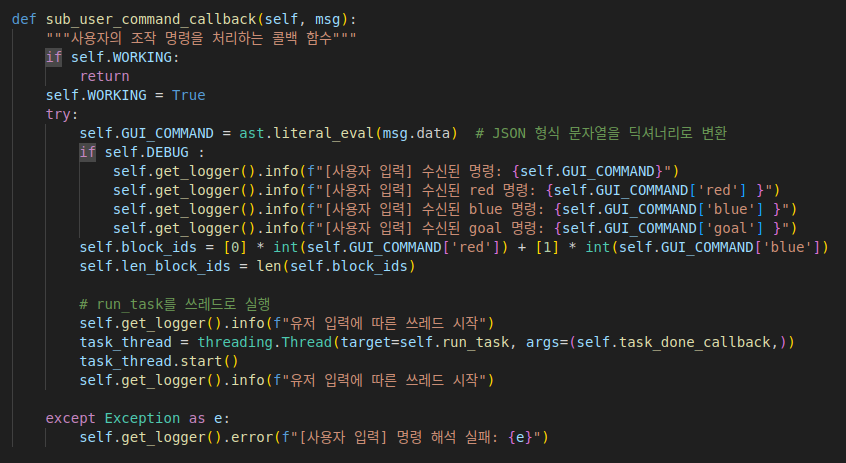 def sub_user_command_callback(self, msg):
    """사용자의 조작 명령을 처리하는 콜백 함수"""
    if self.WORKING:
        return
    self.WORKING = True
    try:
        self.GUI_COMMAND = ast.literal_eval(msg.data)  # JSON 형식 문자열을 딕셔너리로 변환
        if self.DEBUG :
            self.get_logger().info(f"[사용자 입력] 수신된 명령: {self.GUI_COMMAND}")
            self.get_logger().info(f"[사용자 입력] 수신된 red 명령: {self.GUI_COMMAND['red'] }")
            self.get_logger().info(f"[사용자 입력] 수신된 blue 명령: {self.GUI_COMMAND['blue'] }")
            self.get_logger().info(f"[사용자 입력] 수신된 goal 명령: {self.GUI_COMMAND['goal'] }")
        self.block_ids = [0] * int(self.GUI_COMMAND['red']) + [1] * int(self.GUI_COMMAND['blue'])
        self.len_block_ids = len(self.block_ids)

        # run_task를 쓰레드로 실행
        self.get_logger().info(f"유저 입력에 따른 쓰레드 시작")
        task_thread = threading.Thread(target=self.run_task, args=(self.task_done_callback,))
        task_thread.start()
        self.get_logger().info(f"유저 입력에 따른 쓰레드 시작")

    except Exception as e:
        self.get_logger().error(f"[사용자 입력] 명령 해석 실패: {e}")